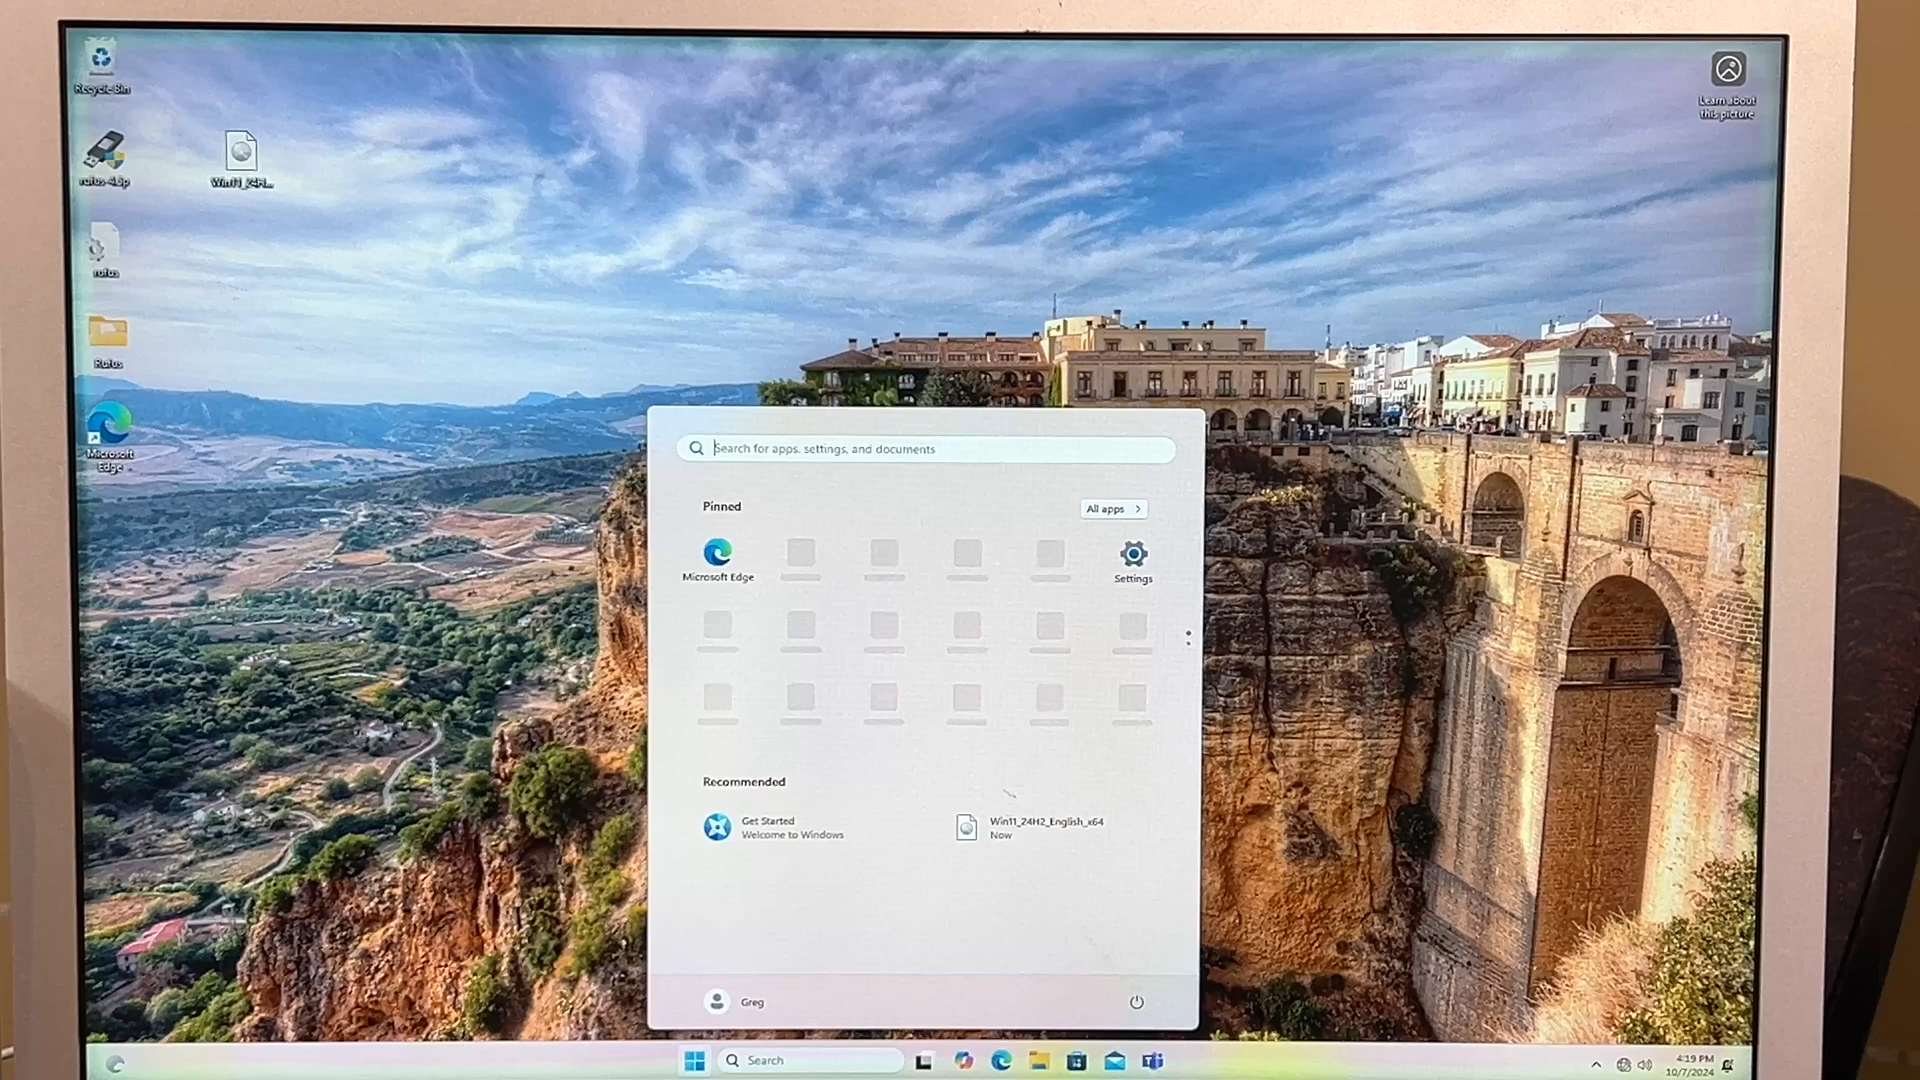 Recycle Bin
Learn about
this picture
rufus-4.5p
Win11_24H...
rufus
Rufus
Microsoft
Edge
Search for apps, settings, and documents
Pinned
All apps
Microsoft Edge
Settings
Recommended
Get Started
Welcome to Windows
Win11_24H2_English_x64
Now
Greg
Search
4:19 PM
10/7/2024